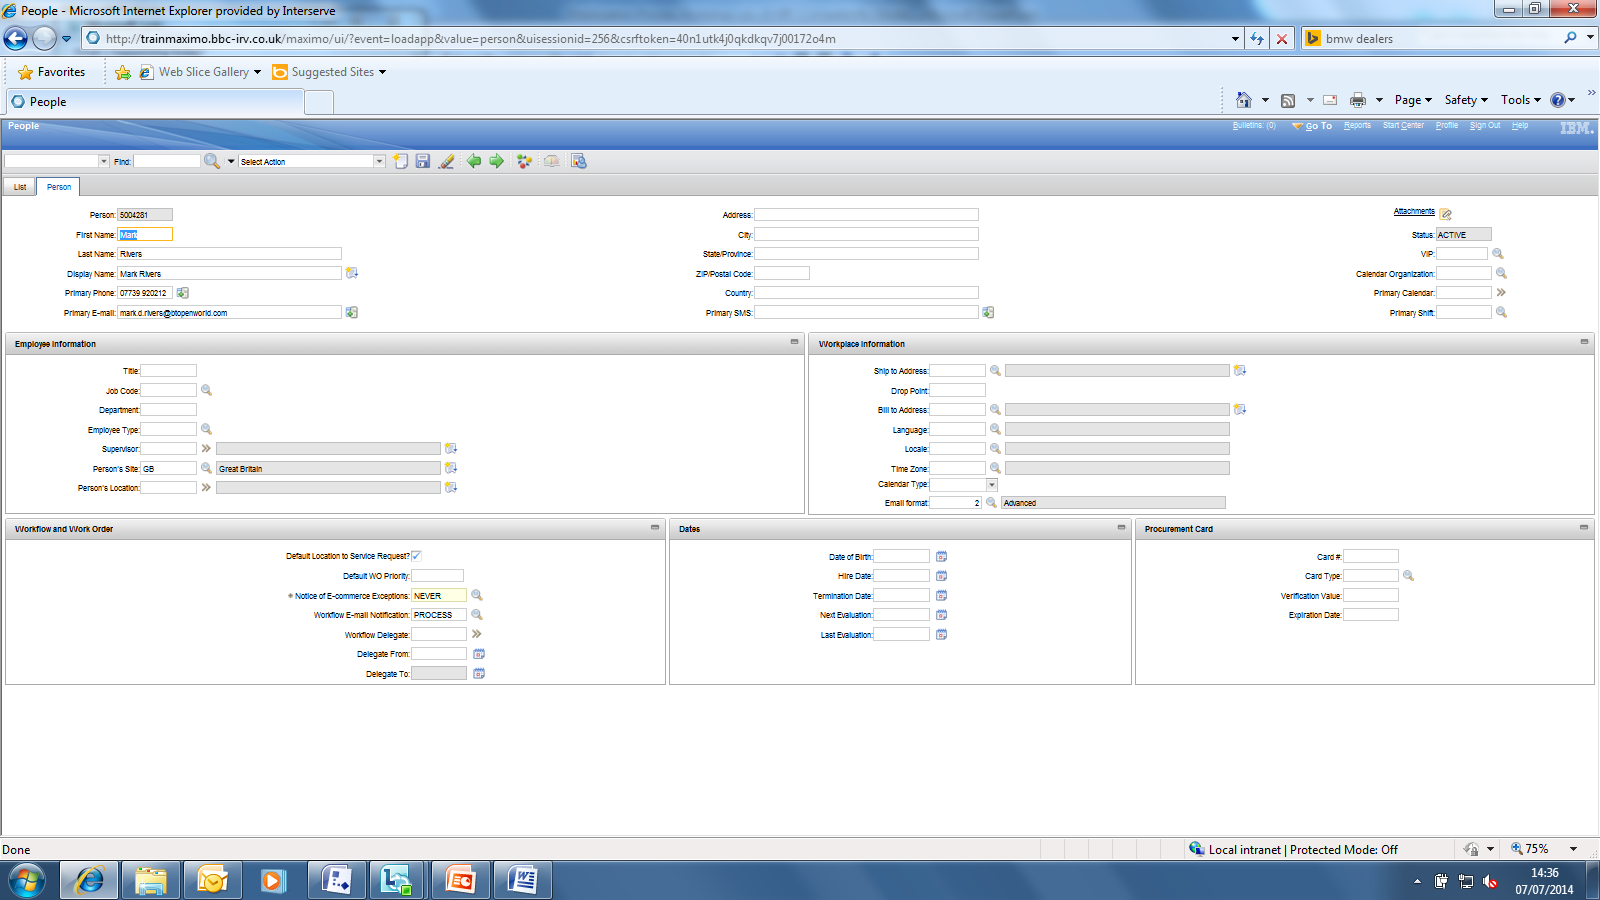 People - Microsoft Internet Explorer provided by Interserve
http://trainmaximo.bbc-irv.co.uk/maximo/ui/?event=loadapp&value=person&uisessionid=256&csrftoken=40n1utk4j0qkdkqv7j00172o4m
bmw dealers
Favorites Web Slice Gallery Suggested Sites
People
Page Safety Tools
People
Bulletins: (0) Go To Reports Start Center Profile Sign Out Help IBM.
Find: Select Action
List Person
Person: 5004281 Address: Attachments
First Name: Mark City: Status: ACTIVE
Last Name: Rivers State/Province: VIP:
Display Name: Mark Rivers ZIP/Postal Code: Calendar Organization:
Primary Phone: 07739 920212 Country: Primary Calendar:
Primary E-mail: mark.d.rivers@btopenworld.com Primary SMS: Primary Shift:
Employee Information
Title:
Job Code:
Department:
Employee Type:
Supervisor:
Person's Site: GB Great Britain
Person's Location:
Workplace Information
Ship to Address:
Drop Point:
Bill to Address:
Language:
Locale:
Time Zone:
Calendar Type:
Email format: 2 Advanced
Workflow and Work Order
Default Location to Service Request?
Default WO Priority:
Notice of E-commerce Exceptions: NEVER
Workflow E-mail Notification: PROCESS
Workflow Delegate:
Delegate From:
Delegate To:
Dates
Date of Birth:
Hire Date:
Termination Date:
Next Evaluation:
Last Evaluation:
Procurement Card
Card #:
Card Type:
Verification Value:
Expiration Date:
Done Local intranet | Protected Mode: Off 75%
14:36
07/07/2014